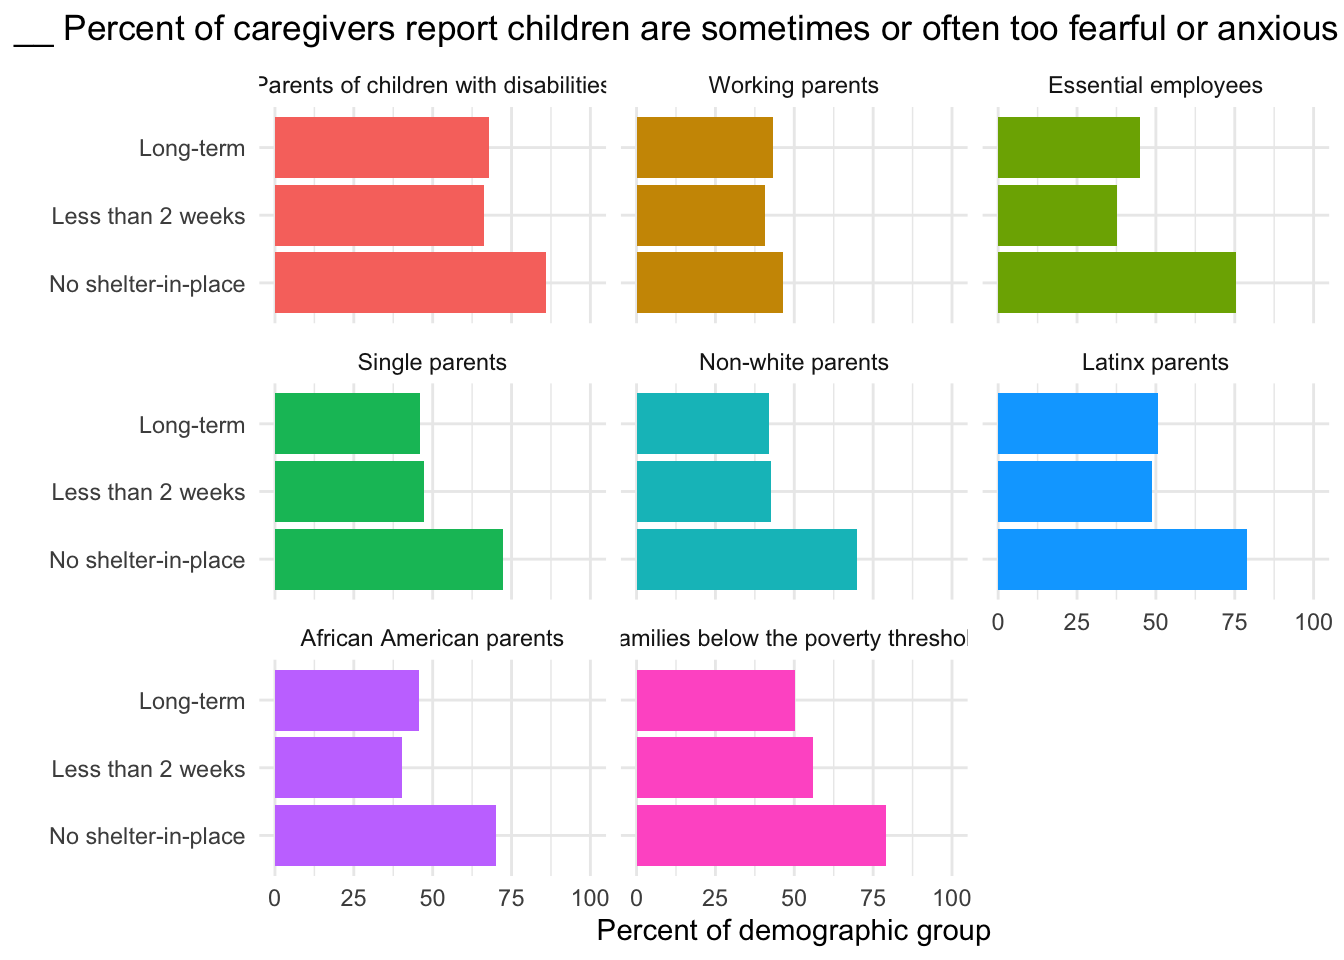 __ Percent of caregivers report children are sometimes or often too fearful or anxious
Parents of children with disabilities
Working parents
Essential employees
Long-term
Less than 2 weeks
No shelter-in-place
Single parents
Non-white parents
Latinx parents
Long-term
Less than 2 weeks
No shelter-in-place
0 25 50 75 100
African American parents
amilies below the poverty threshol
Long-term
Less than 2 weeks
No shelter-in-place
0 25 50 75 100
0 25 50 75 100
Percent of demographic group